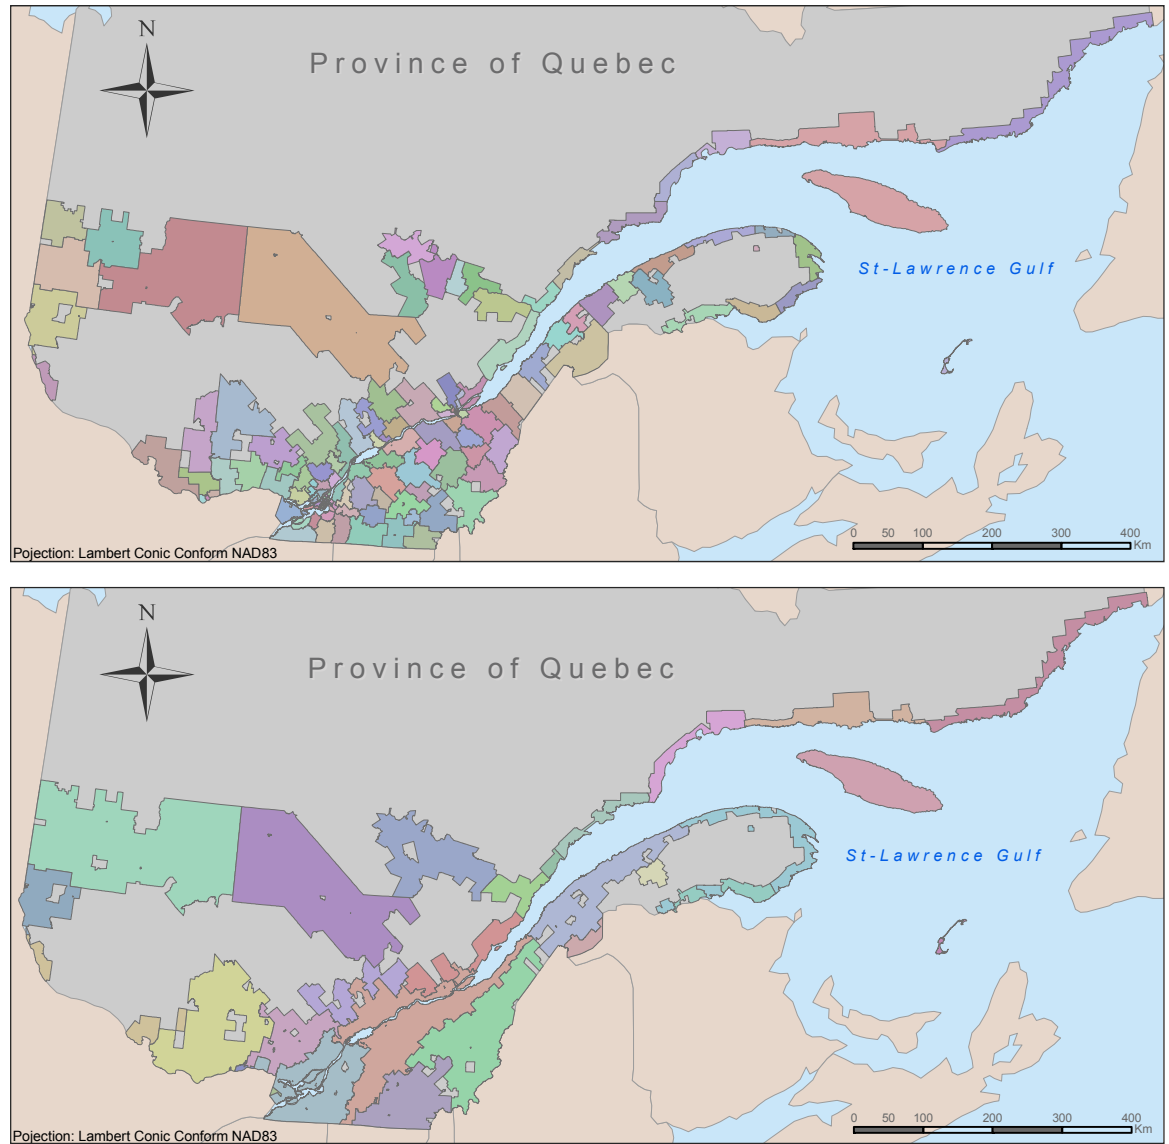 N
Province of Quebec
St-Lawrence Gulf
0 50 100 200 300 400
Km
Pojection: Lambert Conic Conform NAD83
N
Province of Quebec
St-Lawrence Gulf
0 50 100 200 300 400
Km
Pojection: Lambert Conic Conform NAD83